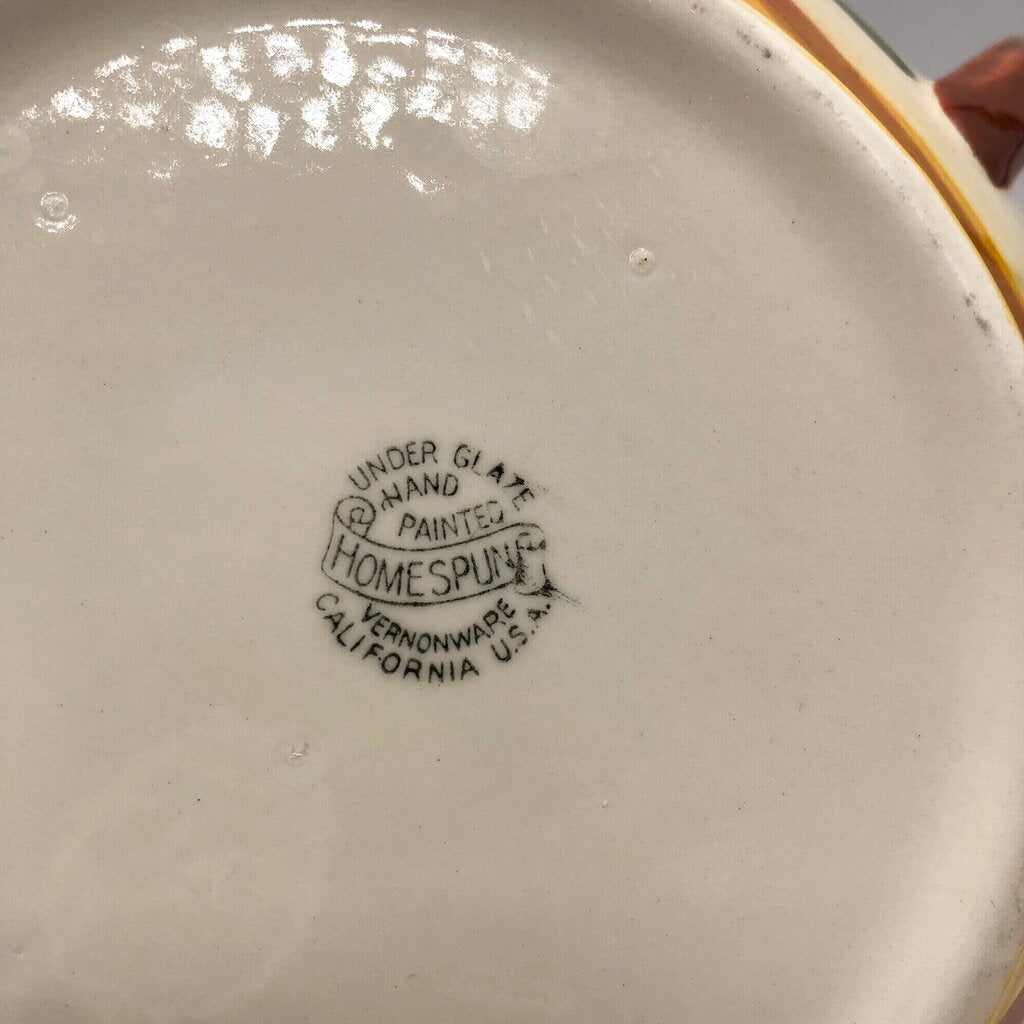 UNDER GLAZE
HAND
PAINTED
HOMESPUN
VERNONWARE
CALIFORNIA U.S.A.